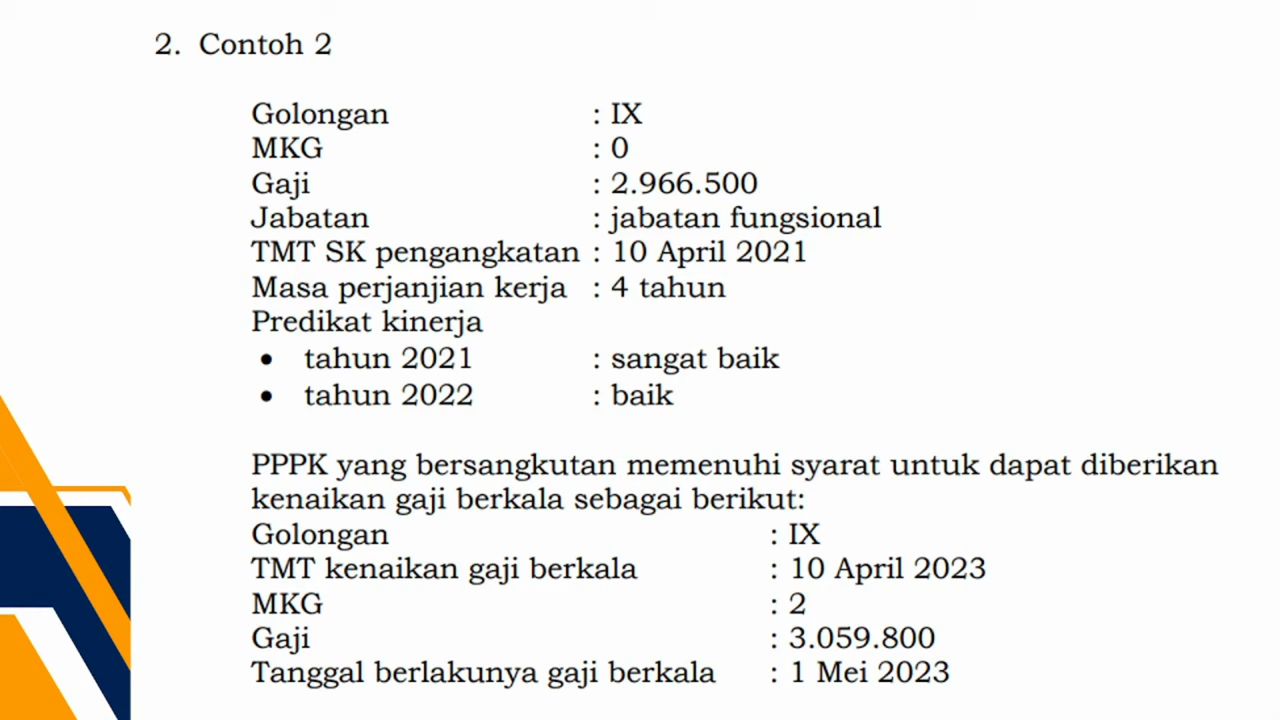 2. Contoh 2
Golongan : IX
MKG : 0
Gaji : 2.966.500
Jabatan : jabatan fungsional
TMT SK pengangkatan : 10 April 2021
Masa perjanjian kerja : 4 tahun
Predikat kinerja
• tahun 2021 : sangat baik
• tahun 2022 : baik
PPPK yang bersangkutan memenuhi syarat untuk dapat diberikan
kenaikan gaji berkala sebagai berikut:
Golongan : IX
TMT kenaikan gaji berkala : 10 April 2023
MKG : 2
Gaji : 3.059.800
Tanggal berlakunya gaji berkala : 1 Mei 2023